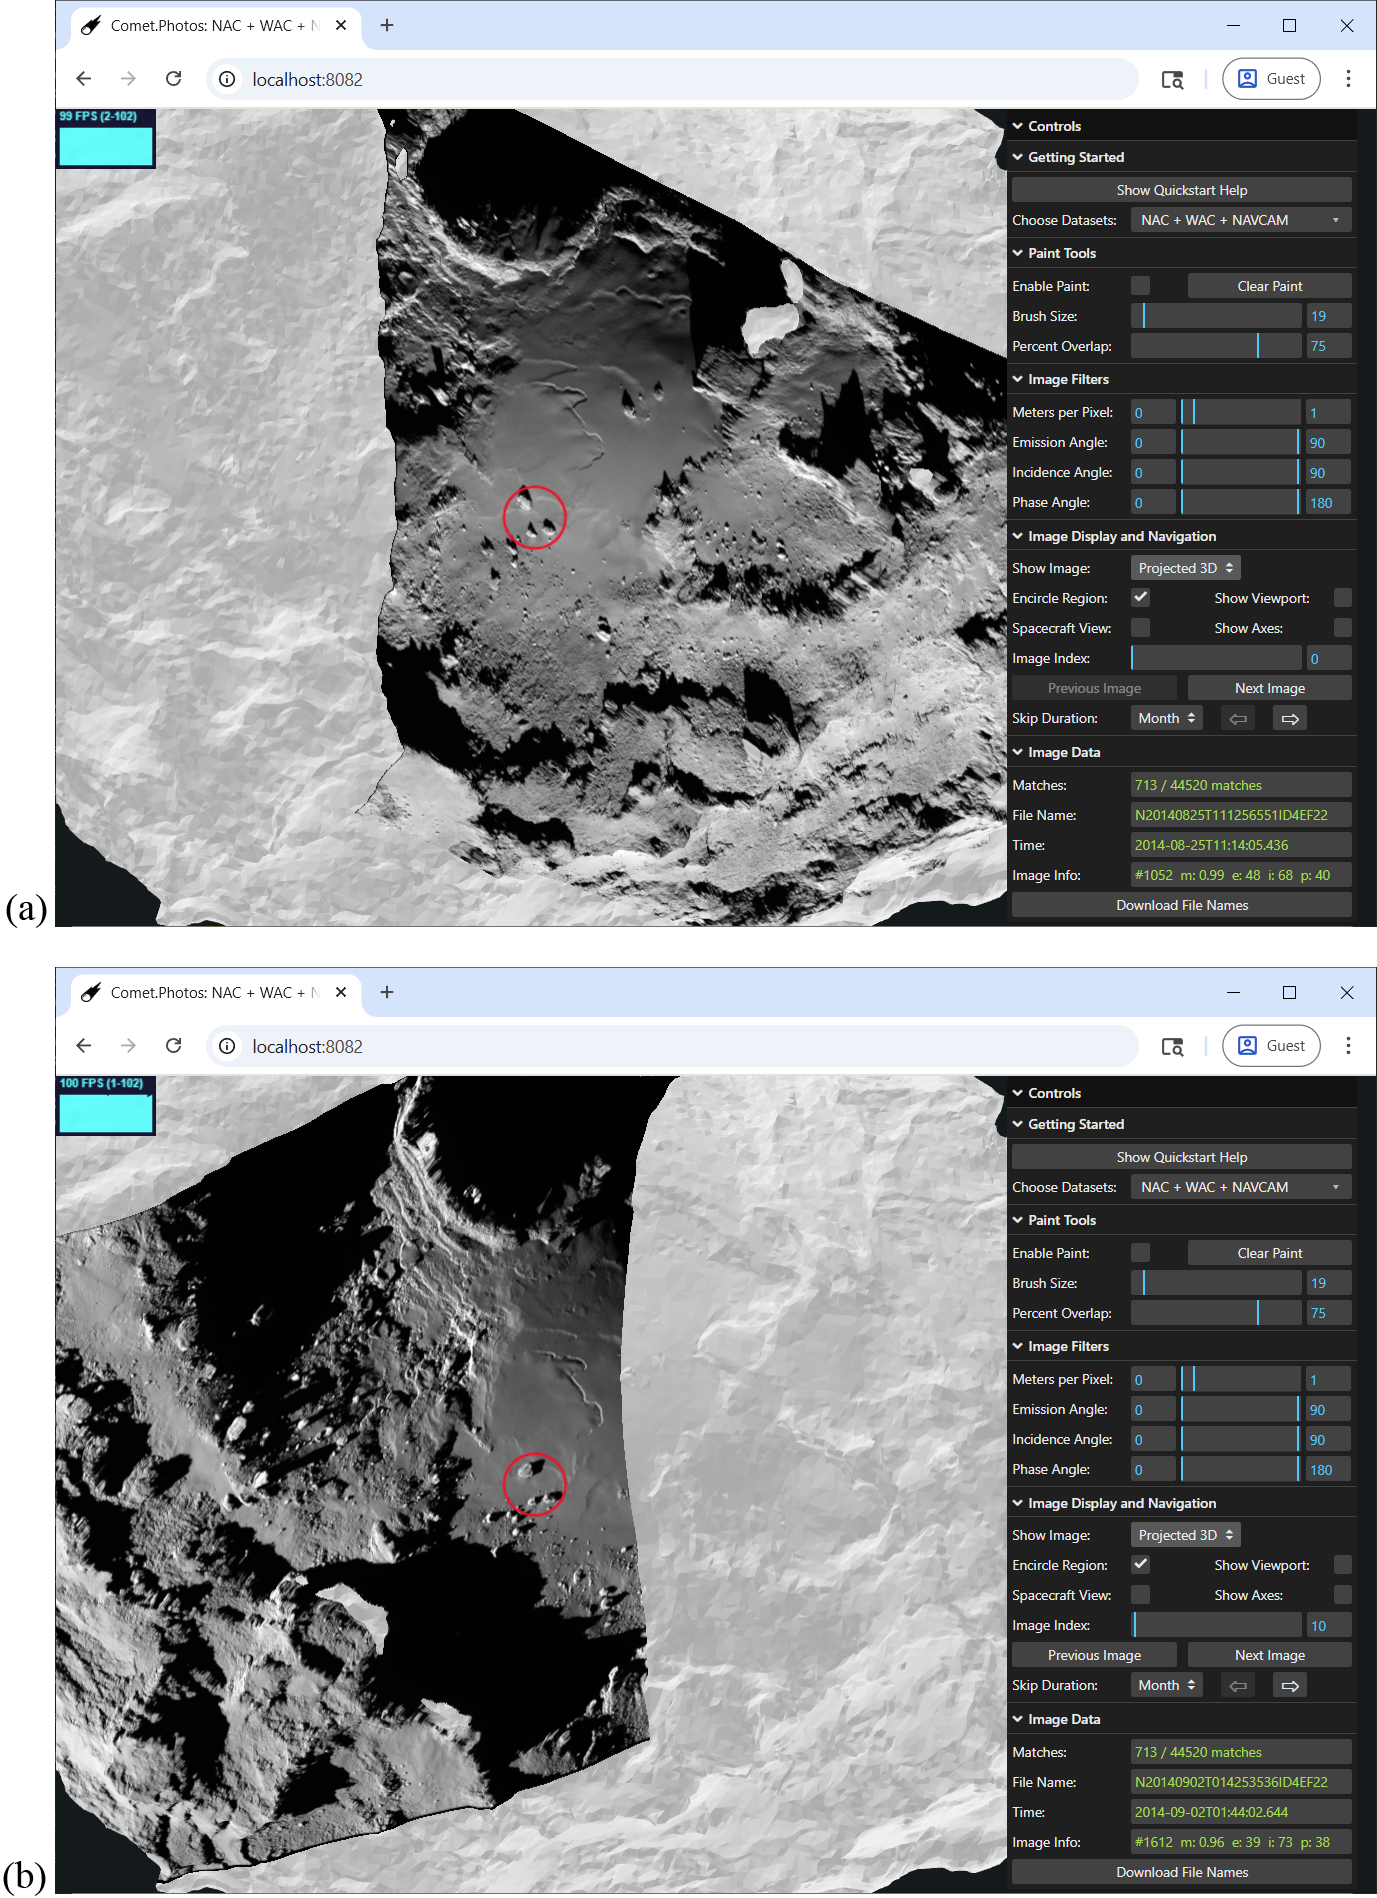 Comet.Photos: NAC + WAC + N
localhost:8082
Guest
99 FPS (2-102)
Controls
Getting Started
Show Quickstart Help
Choose Datasets: NAC + WAC + NAVCAM
Paint Tools
Enable Paint: Clear Paint
Brush Size: 19
Percent Overlap: 75
Image Filters
Meters per Pixel: 0 1
Emission Angle: 0 90
Incidence Angle: 0 90
Phase Angle: 0 180
Image Display and Navigation
Show Image: Projected 3D
Encircle Region: Show Viewport:
Spacecraft View: Show Axes:
Image Index: 0
Previous Image Next Image
Skip Duration: Month
Image Data
Matches: 713 / 44520 matches
File Name: N20140825T111256551ID4EF22
Time: 2014-08-25T11:14:05.436
Image Info: #1052 m: 0.99 e: 48 i: 68 p: 40
Download File Names
(a)
Comet.Photos: NAC + WAC + N
localhost:8082
Guest
100 FPS (1-102)
Controls
Getting Started
Show Quickstart Help
Choose Datasets: NAC + WAC + NAVCAM
Paint Tools
Enable Paint: Clear Paint
Brush Size: 19
Percent Overlap: 75
Image Filters
Meters per Pixel: 0 1
Emission Angle: 0 90
Incidence Angle: 0 90
Phase Angle: 0 180
Image Display and Navigation
Show Image: Projected 3D
Encircle Region: Show Viewport:
Spacecraft View: Show Axes:
Image Index: 10
Previous Image Next Image
Skip Duration: Month
Image Data
Matches: 713 / 44520 matches
File Name: N20140902T014253536ID4EF22
Time: 2014-09-02T01:44:02.644
Image Info: #1612 m: 0.96 e: 39 i: 73 p: 38
Download File Names
(b)